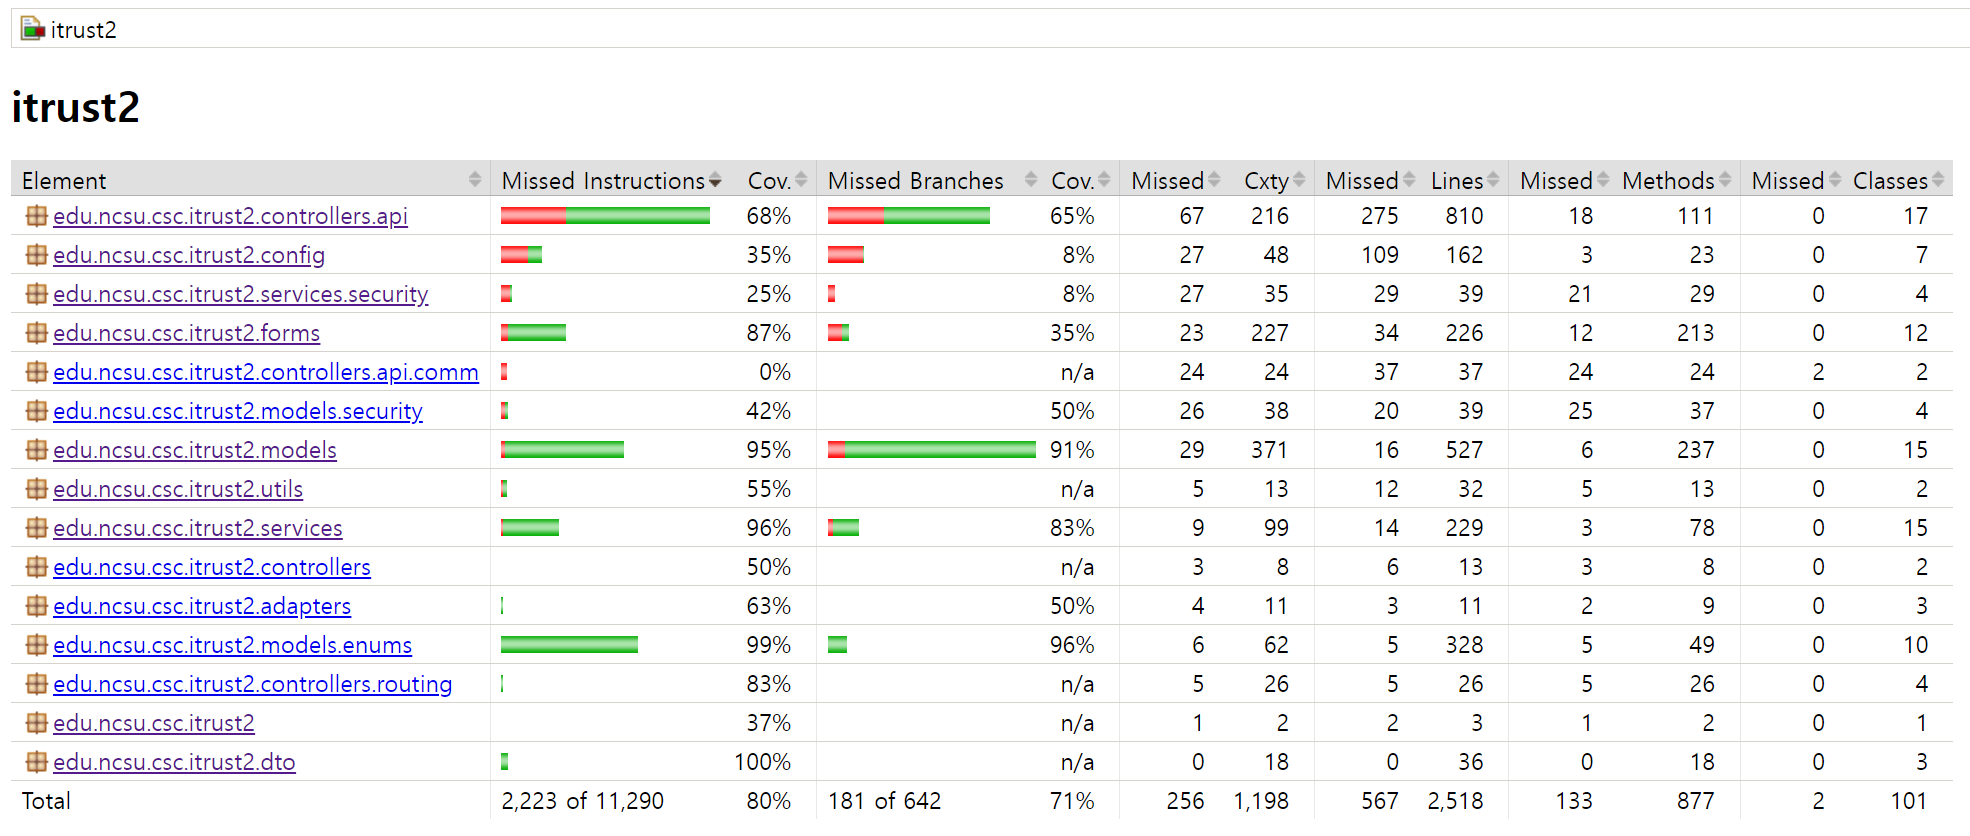 itrust2
itrust2
Element Missed Instructions Cov. Missed Branches Cov. Missed Cxty Missed Lines Missed Methods Missed Classes
edu.ncsu.csc.itrust2.controllers.api 68% 65% 67 216 275 810 18 111 0 17
edu.ncsu.csc.itrust2.config 35% 8% 27 48 109 162 3 23 0 7
edu.ncsu.csc.itrust2.services.security 25% 8% 27 35 29 39 21 29 0 4
edu.ncsu.csc.itrust2.forms 87% 35% 23 227 34 226 12 213 0 12
edu.ncsu.csc.itrust2.controllers.api.comm 0% n/a 24 24 37 37 24 24 2 2
edu.ncsu.csc.itrust2.models.security 42% 50% 26 38 20 39 25 37 0 4
edu.ncsu.csc.itrust2.models 95% 91% 29 371 16 527 6 237 0 15
edu.ncsu.csc.itrust2.utils 55% n/a 5 13 12 32 5 13 0 2
edu.ncsu.csc.itrust2.services 96% 83% 9 99 14 229 3 78 0 15
edu.ncsu.csc.itrust2.controllers 50% n/a 3 8 6 13 3 8 0 2
edu.ncsu.csc.itrust2.adapters 63% 50% 4 11 3 11 2 9 0 3
edu.ncsu.csc.itrust2.models.enums 99% 96% 6 62 5 328 5 49 0 10
edu.ncsu.csc.itrust2.controllers.routing 83% n/a 5 26 5 26 5 26 0 4
edu.ncsu.csc.itrust2 37% n/a 1 2 2 3 1 2 0 1
edu.ncsu.csc.itrust2.dto 100% n/a 0 18 0 36 0 18 0 3
Total 2,223 of 11,290 80% 181 of 642 71% 256 1,198 567 2,518 133 877 2 101